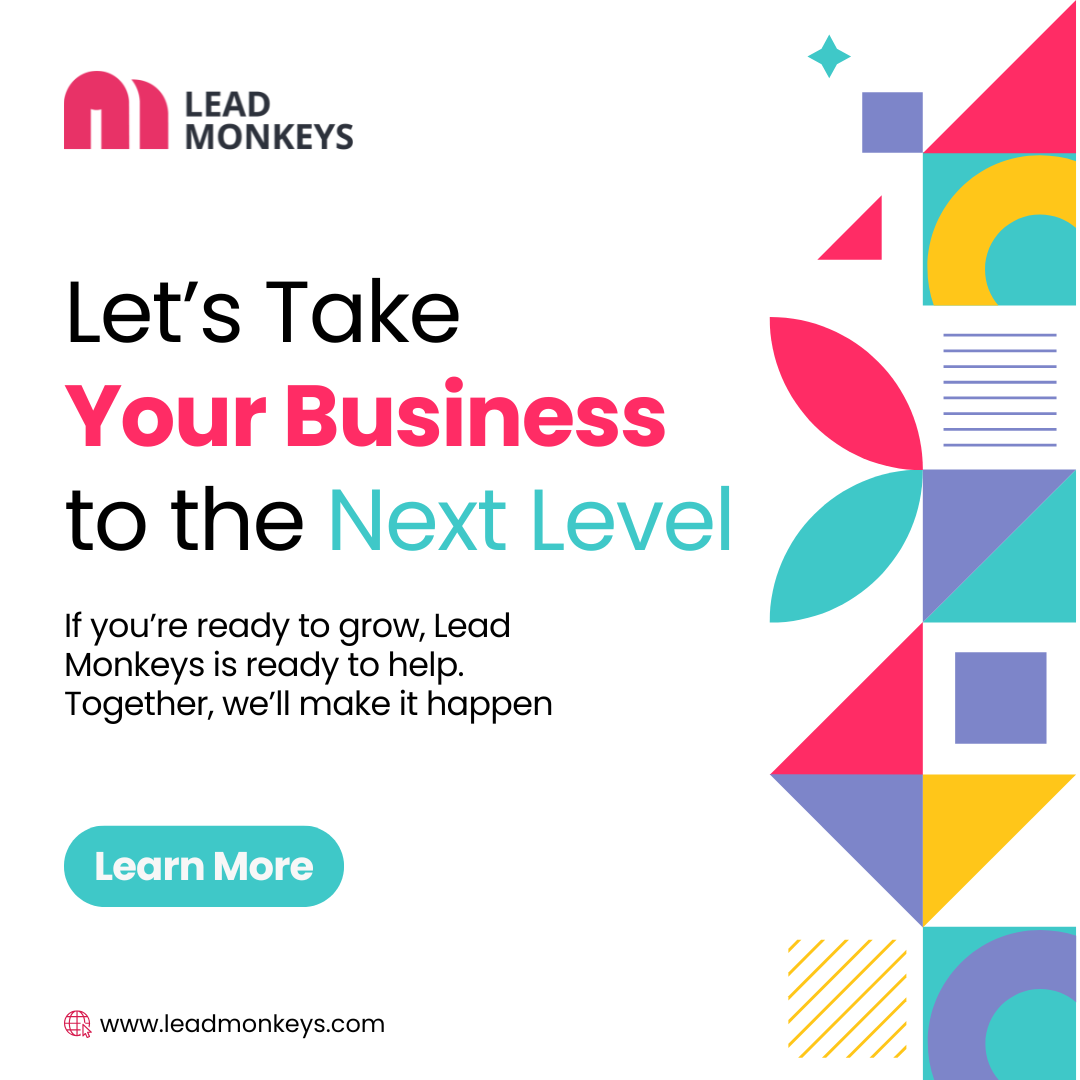 LEAD
MONKEYS
Let’s Take
Your Business
to the Next Level
If you’re ready to grow, Lead
Monkeys is ready to help.
Together, we’ll make it happen
Learn More
www.leadmonkeys.com